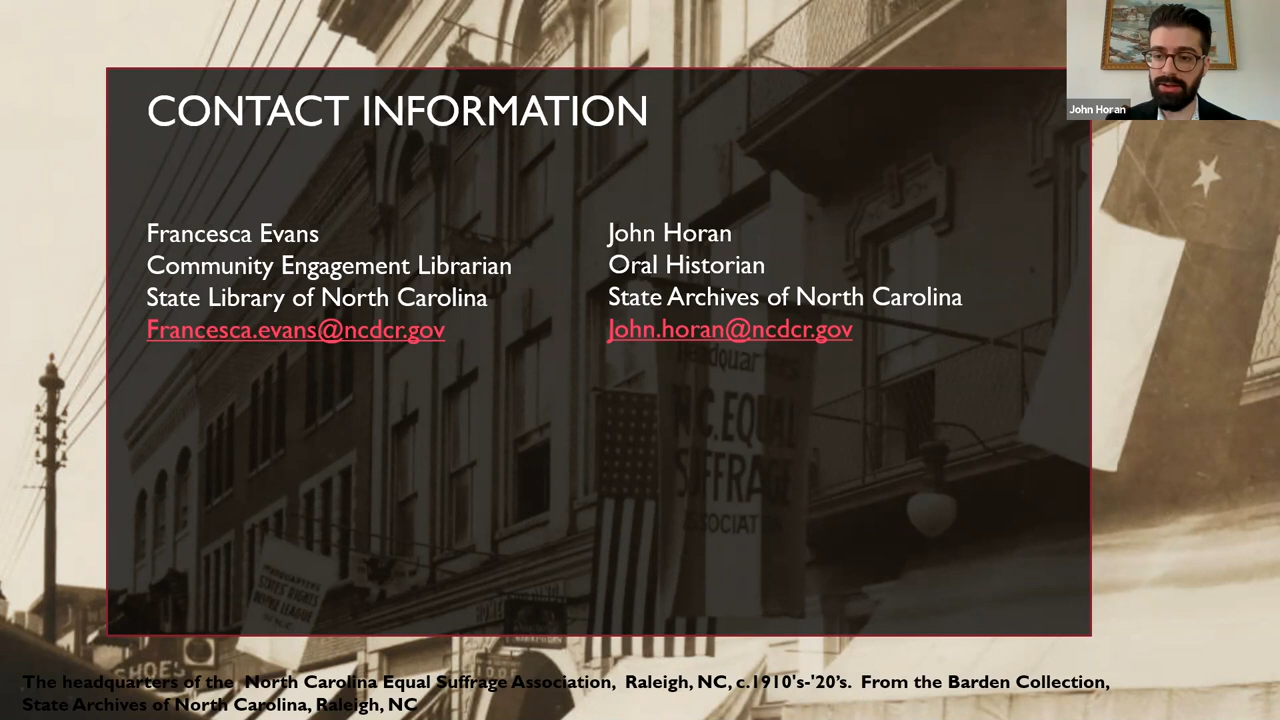 CONTACT INFORMATION
John Horan
Francesca Evans
Community Engagement Librarian
State Library of North Carolina
Francesca.evans@ncdcr.gov
John Horan
Oral Historian
State Archives of North Carolina
John.horan@ncdcr.gov
Headquarters
N.C. EQUAL
SUFFRAGE
ASSOCIATI
HEADQUARTERS
STATES' RIGHTS
DEFENSE LEAGUE
N.C.
SHOES
The headquarters of the North Carolina Equal Suffrage Association, Raleigh, NC, c.1910's-'20's. From the Barden Collection,
State Archives of North Carolina, Raleigh, NC